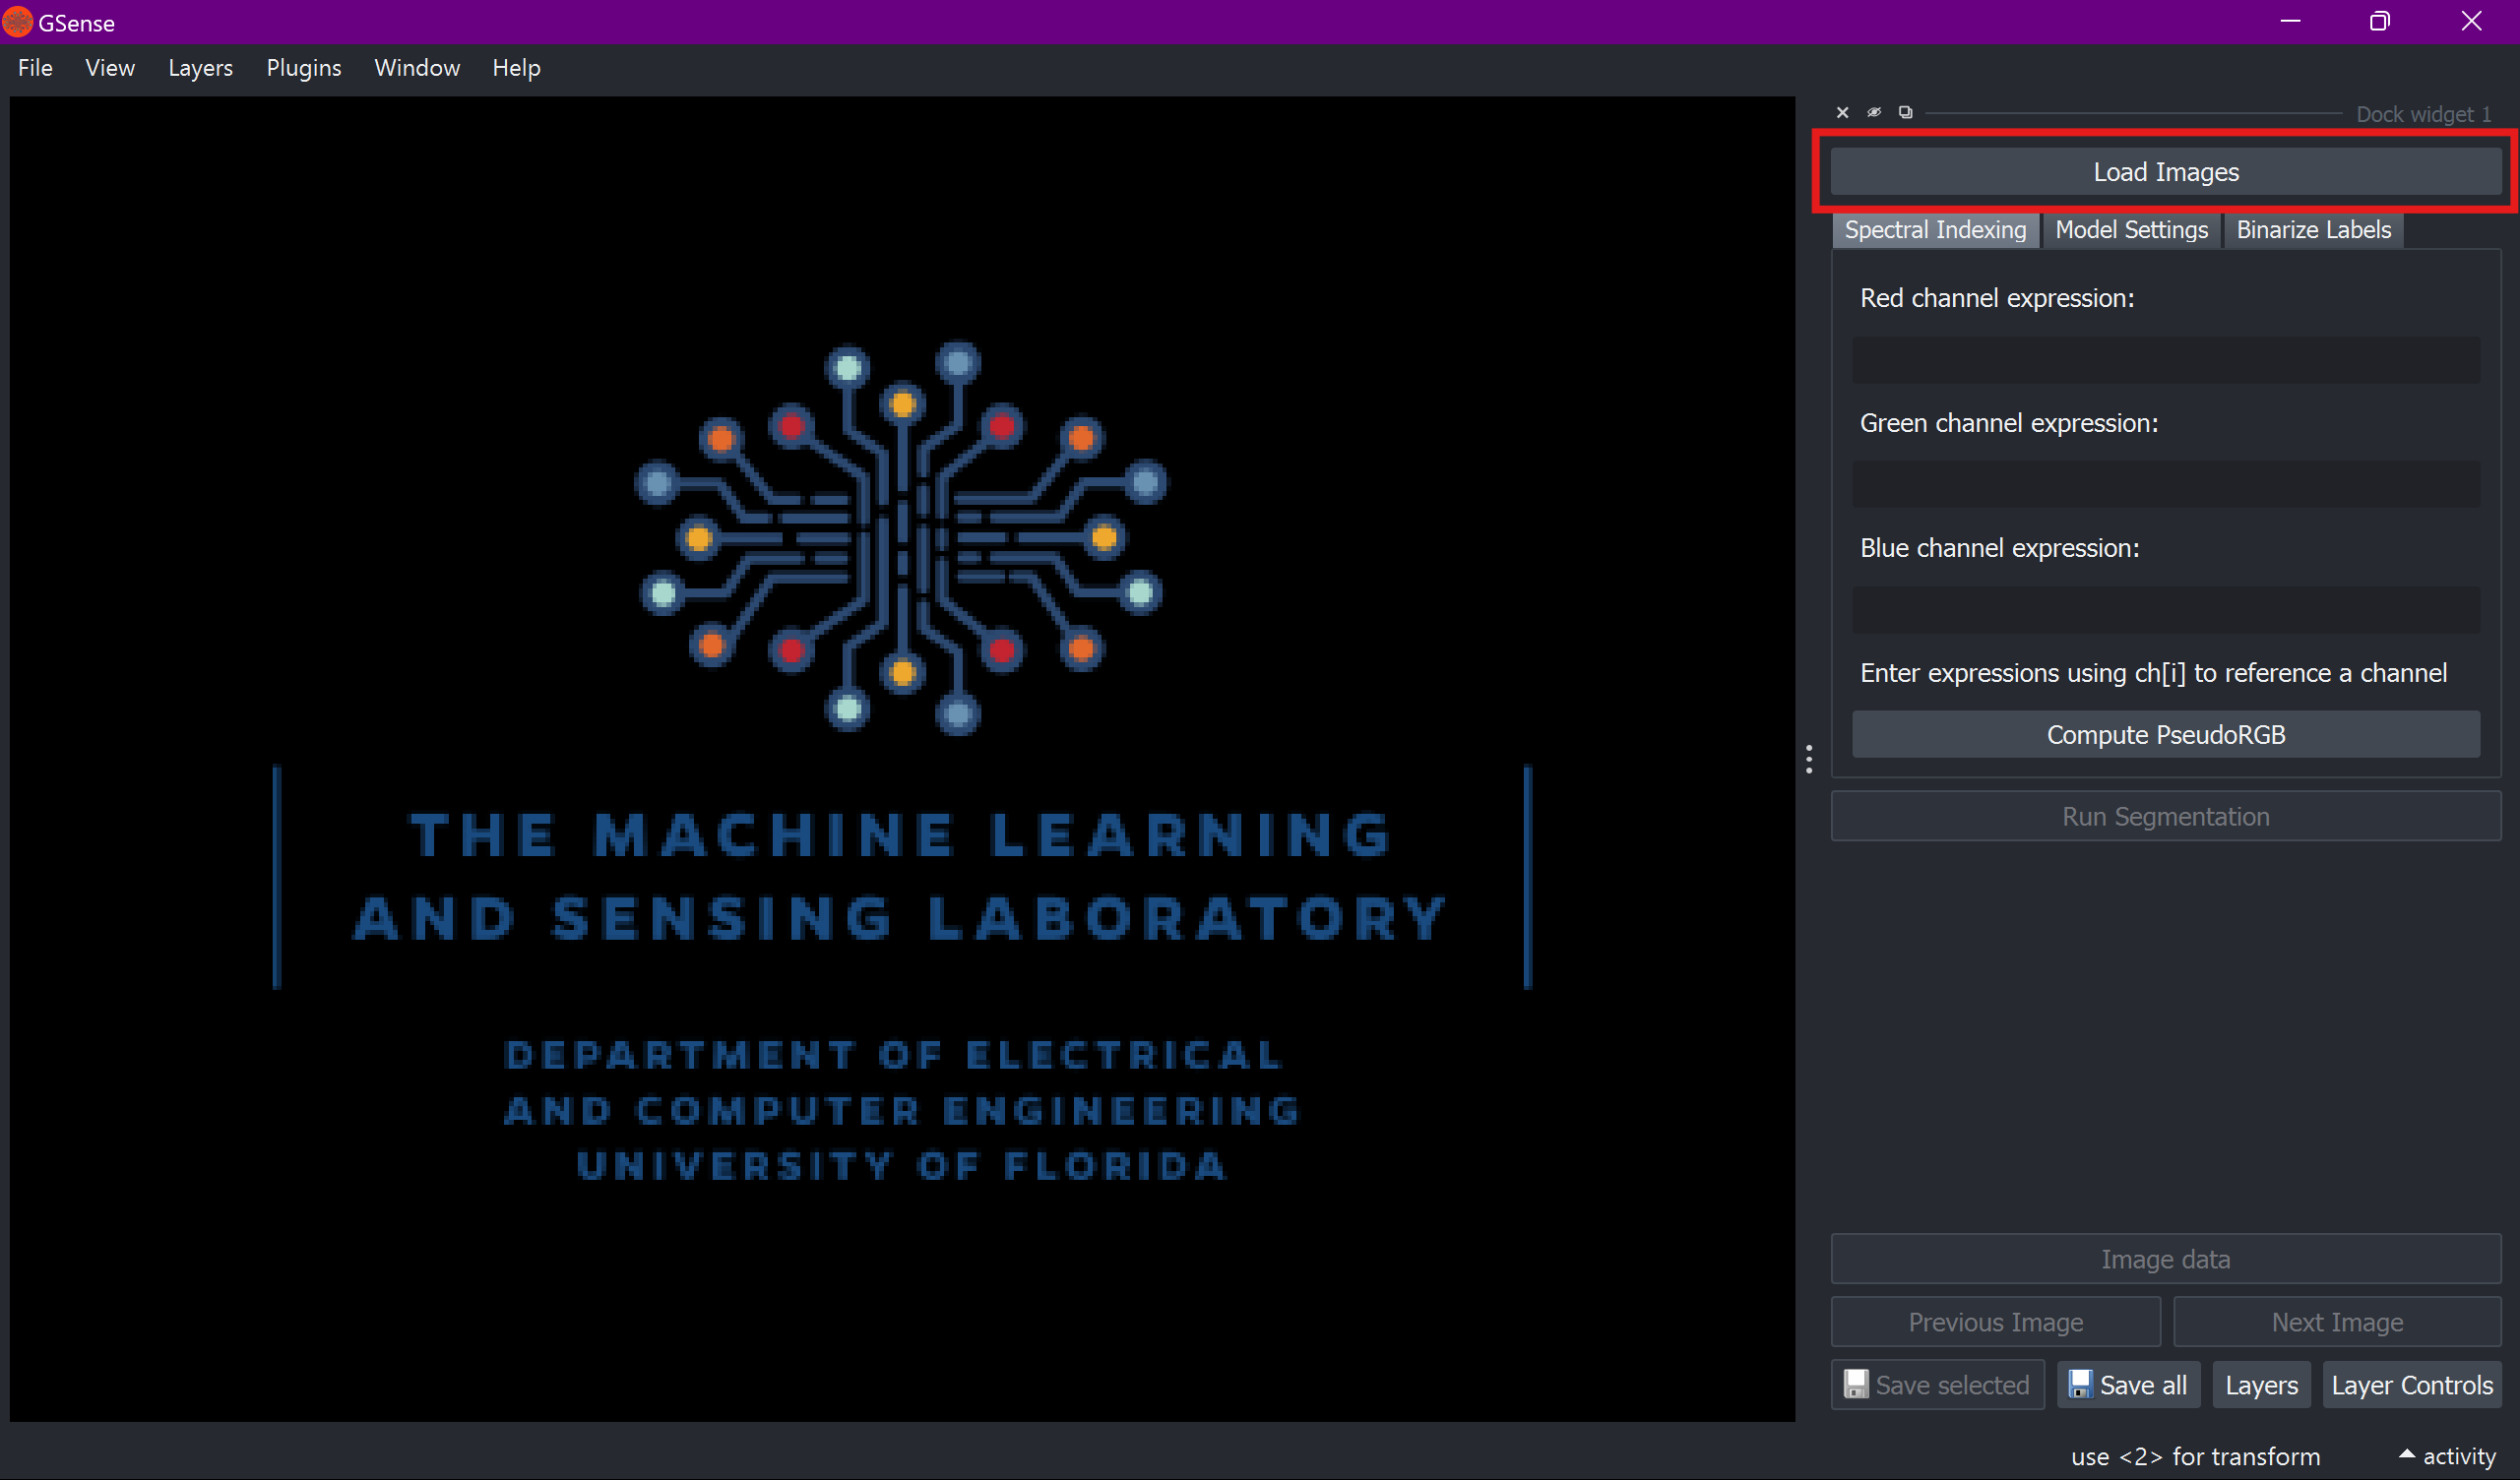 GSense
File View Layers Plugins Window Help
Dock widget 1
Load Images
Spectral Indexing Model Settings Binarize Labels
Red channel expression:
Green channel expression:
Blue channel expression:
Enter expressions using ch[i] to reference a channel
Compute PseudoRGB
Run Segmentation
THE MACHINE LEARNING
AND SENSING LABORATORY
DEPARTMENT OF ELECTRICAL
AND COMPUTER ENGINEERING
UNIVERSITY OF FLORIDA
Image data
Previous Image Next Image
Save selected Save all Layers Layer Controls
use <2> for transform activity